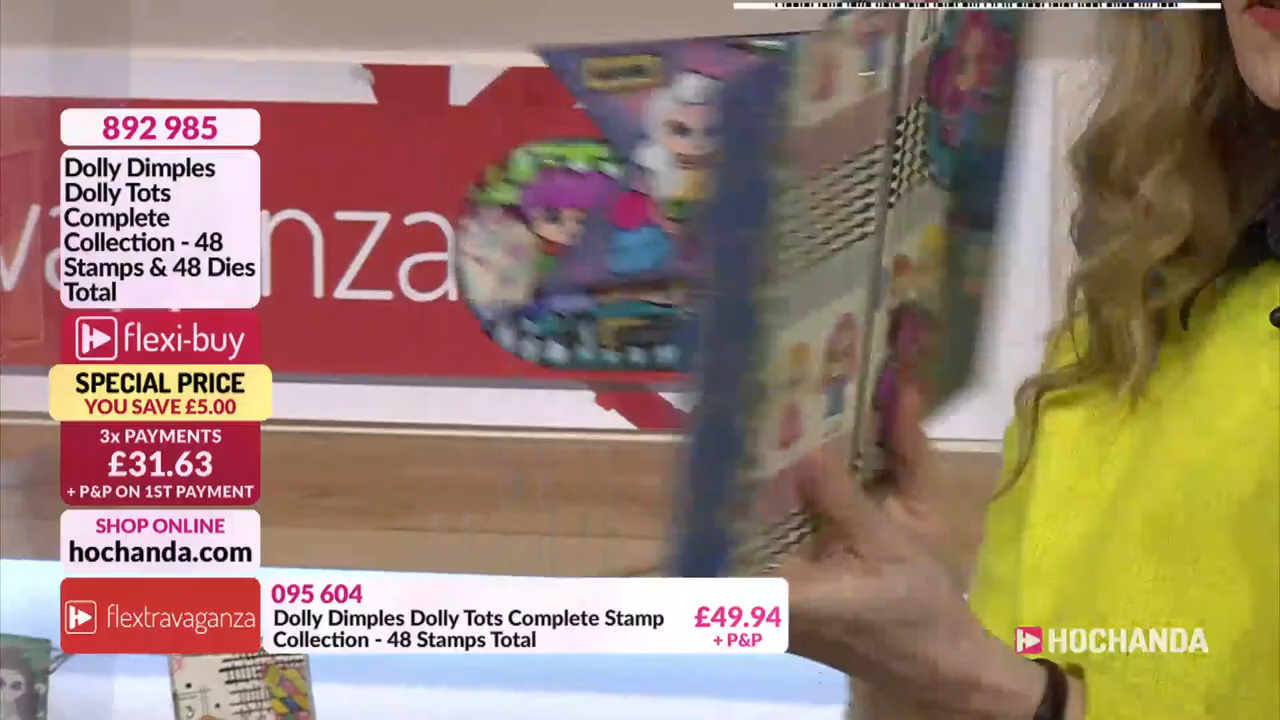 892 985
Dolly Dimples
Dolly Tots
Complete
Collection - 48
Stamps & 48 Dies
Total
nza
flexi-buy
SPECIAL PRICE
YOU SAVE £5.00
3x PAYMENTS
£31.63
+ P&P ON 1ST PAYMENT
SHOP ONLINE
hochanda.com
flextravaganza
095 604
Dolly Dimples Dolly Tots Complete Stamp
Collection - 48 Stamps Total
£49.94
+ P&P
HOCHANDA